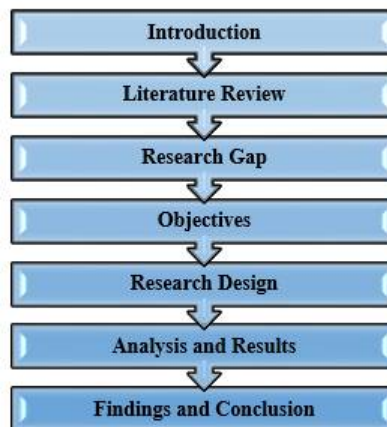 Introduction
Literature Review
Research Gap
Objectives
Research Design
Analysis and Results
Findings and Conclusion